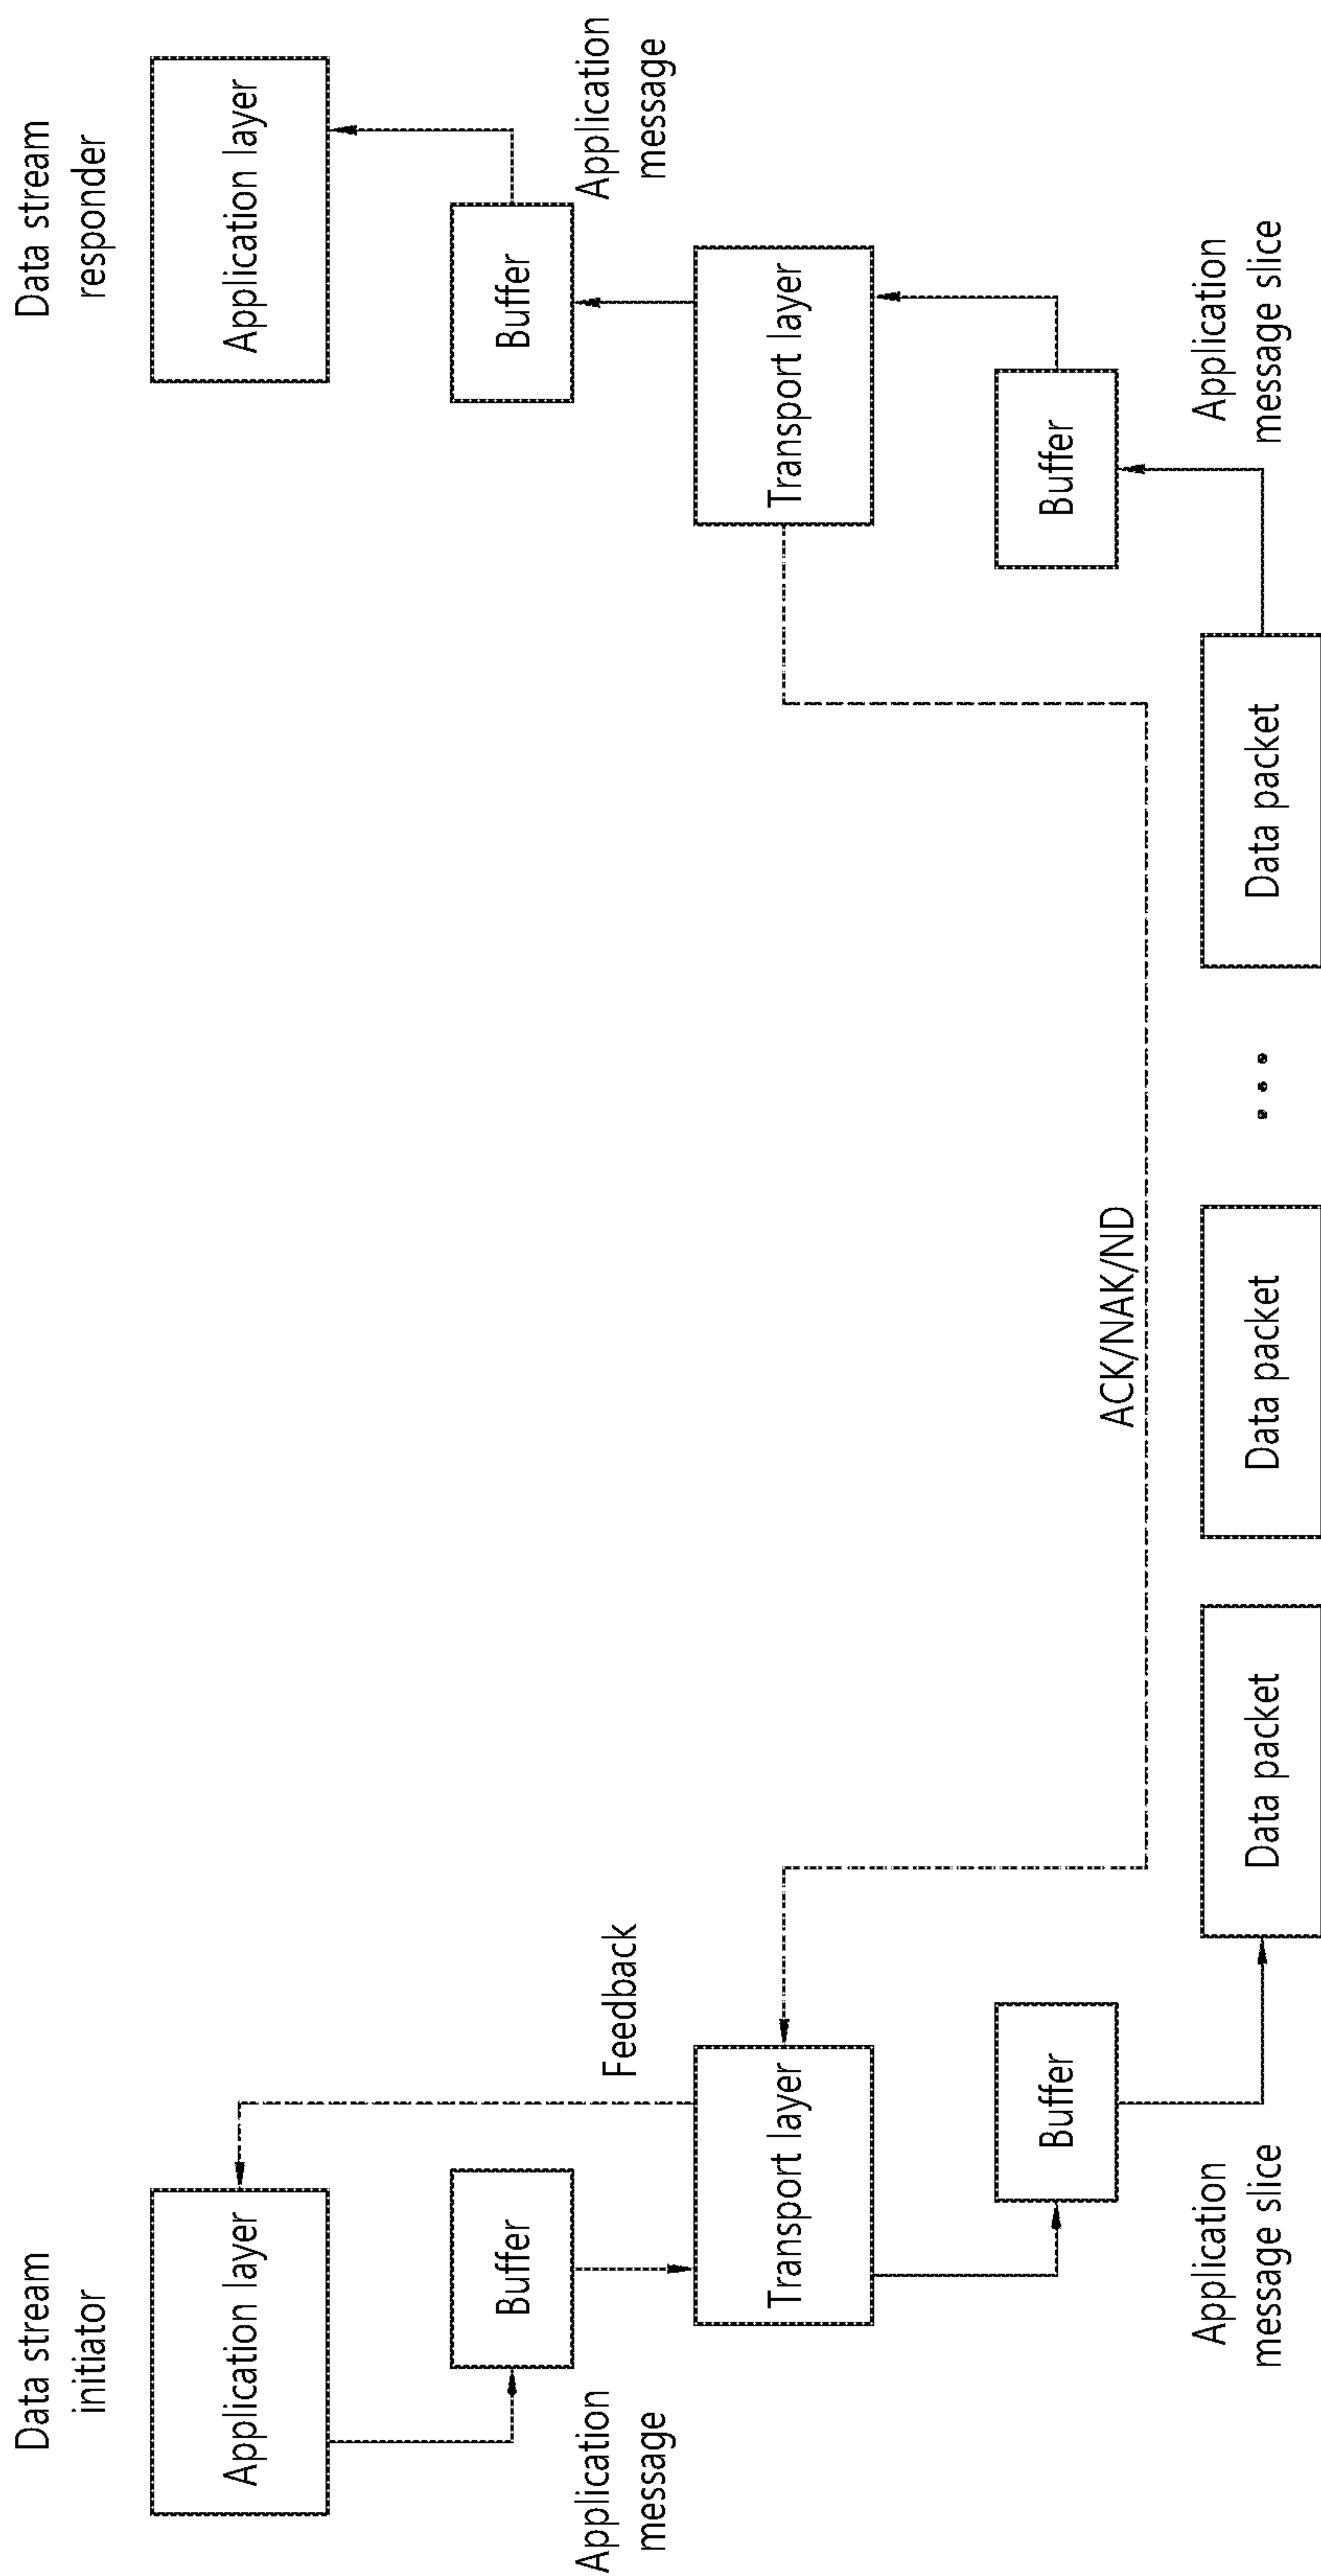 Data stream
initiator
Data stream
responder
Application layer
Application layer
Feedback
Buffer
Buffer
Application
message
Application
message
Transport layer
Transport layer
Buffer
Buffer
ACK/NAK/ND
Application
message slice
Application
message slice
Data packet
Data packet
...
Data packet